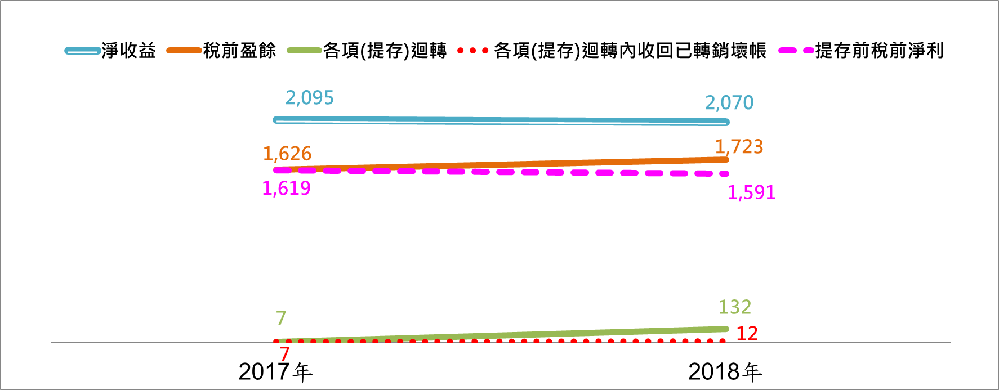 淨收益 稅前盈餘 各項(提存)迴轉 各項(提存)迴轉內收回已轉銷壞帳 提存前稅前淨利
2,095 2,070
1,626 1,723
1,619 1,591
7 132
7 12
2017年 2018年